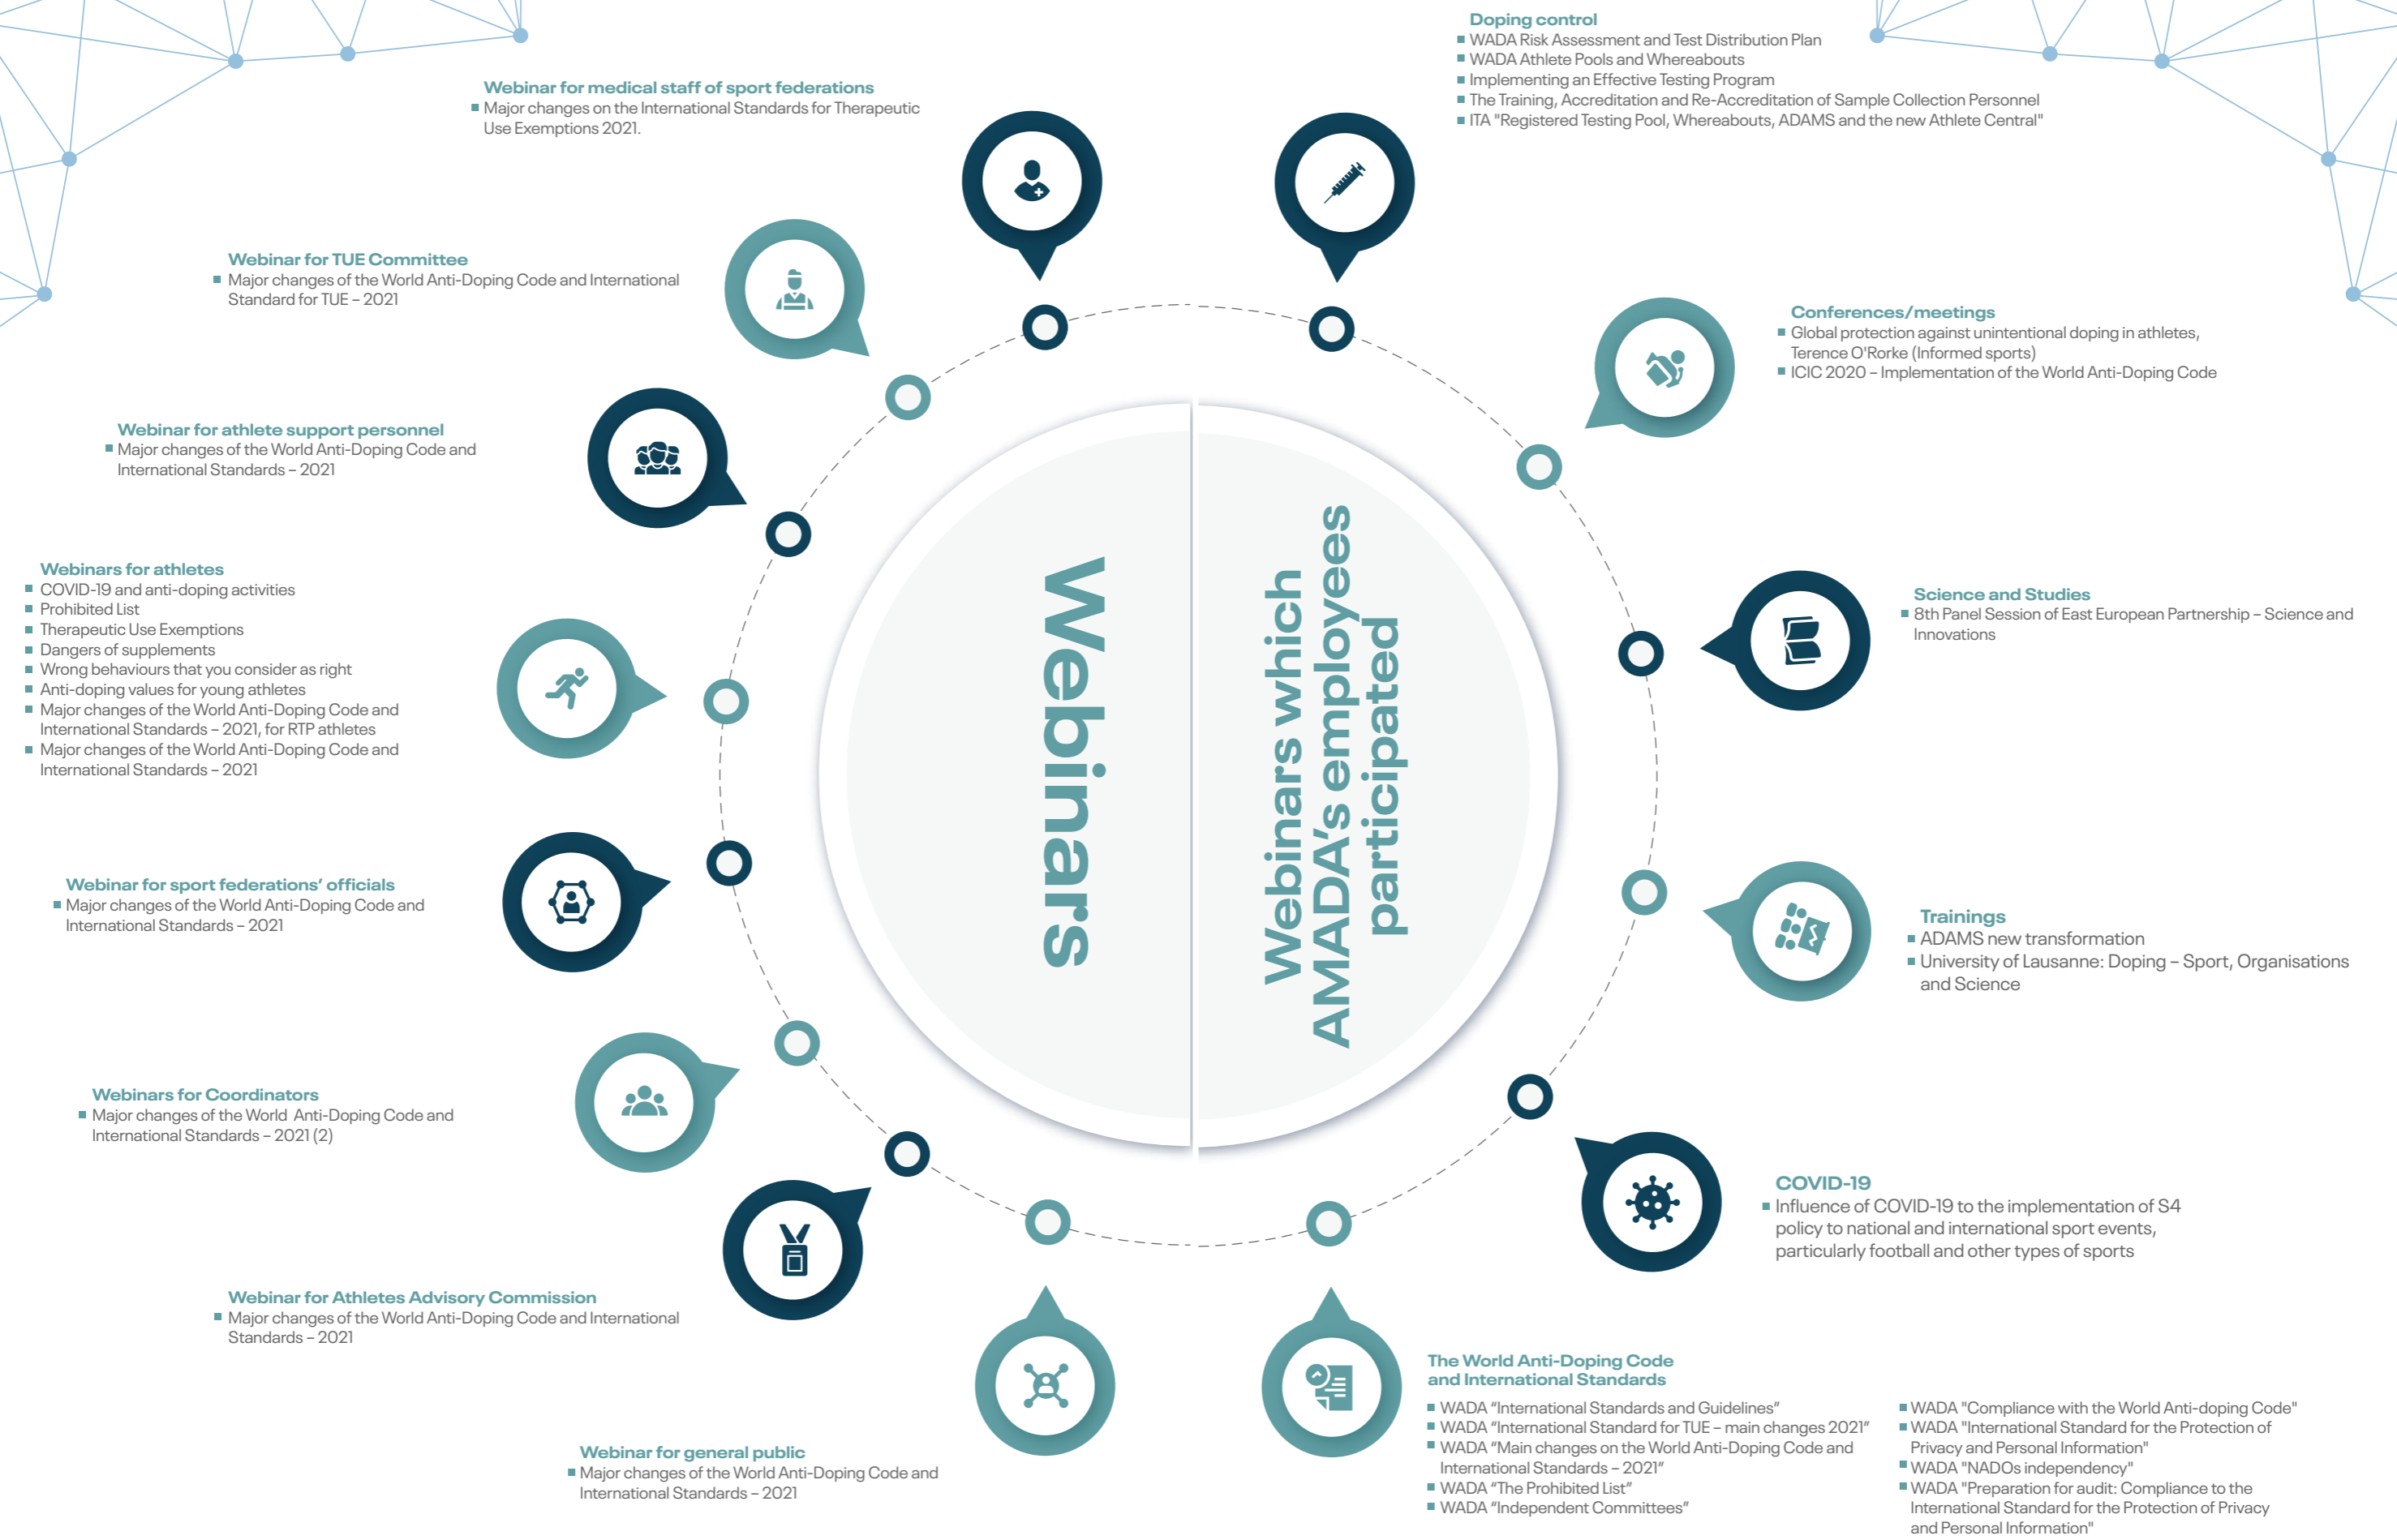 Doping control
WADA Risk Assessment and Test Distribution Plan
WADA Athlete Pools and Whereabouts
Implementing an Effective Testing Program
The Training, Accreditation and Re-Accreditation of Sample Collection Personnel
ITA "Registered Testing Pool, Whereabouts, ADAMS and the new Athlete Central"
Webinar for medical staff of sport federations
Major changes on the International Standards for Therapeutic
Use Exemptions 2021.
Webinar for TUE Committee
Major changes of the World Anti-Doping Code and International
Standard for TUE – 2021
Webinar for athlete support personnel
Major changes of the World Anti-Doping Code and
International Standards – 2021
Webinars for athletes
COVID-19 and anti-doping activities
Prohibited List
Therapeutic Use Exemptions
Dangers of supplements
Wrong behaviours that you consider as right
Anti-doping values for young athletes
Major changes of the World Anti-Doping Code and
International Standards – 2021, for RTP athletes
Major changes of the World Anti-Doping Code and
International Standards – 2021
Webinar for sport federations’ officials
Major changes of the World Anti-Doping Code and
International Standards – 2021
Webinars for Coordinators
Major changes of the World  Anti-Doping Code and
International Standards – 2021 (2)
Webinar for Athletes Advisory Commission
Major changes of the World Anti-Doping Code and International
Standards – 2021
Webinar for general public
Major changes of the World Anti-Doping Code and
International Standards – 2021
Webinars
Webinars which
AMADA’s employees
participated
Conferences/meetings
Global protection against unintentional doping in athletes,
Terence O'Rorke (Informed sports)
ICIC 2020 – Implementation of the World Anti-Doping Code
Science and Studies
8th Panel Session of East European Partnership – Science and
Innovations
Trainings
ADAMS new transformation
University of Lausanne: Doping – Sport, Organisations
and Science
COVID-19
Influence of COVID-19 to the implementation of S4
policy to national and international sport events,
particularly football and other types of sports
The World Anti-Doping Code
and International Standards
WADA “International Standards and Guidelines”
WADA “International Standard for TUE – main changes 2021”
WADA “Main changes on the World Anti-Doping Code and
International Standards – 2021”
WADA “The Prohibited List”
WADA “Independent Committees”
WADA "Compliance with the World Anti-doping Code"
WADA "International Standard for the Protection of
Privacy and Personal Information"
WADA "NADOs independency"
WADA "Preparation for audit: Compliance to the
International Standard for the Protection of Privacy
and Personal Information"